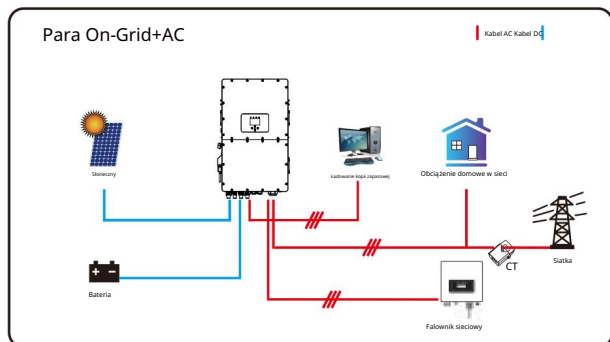 Para On-Grid+AC
Kabel AC Kabel DC
Słoneczny
Ładowanie kopii zapasowej
Obciążenie domowe w sieci
CT
Siatka
Bateria
Falownik sieciowy